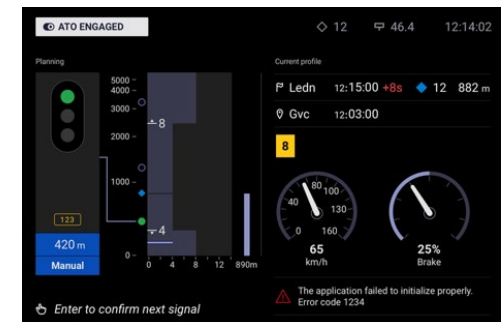 ATO ENGAGED
12
46.4
12:14:02
Planning
Current profile
5000
4000
3000
2000
1000
0
8
4
0 4 8 12 890m
123
420 m
Manual
Enter to confirm next signal
Ledn 12:15:00 +8s 12 882 m
Gvc 12:03:00
8
0 40 80 100 130 160
65
km/h
25%
Brake
The application failed to initialize properly.
Error code 1234